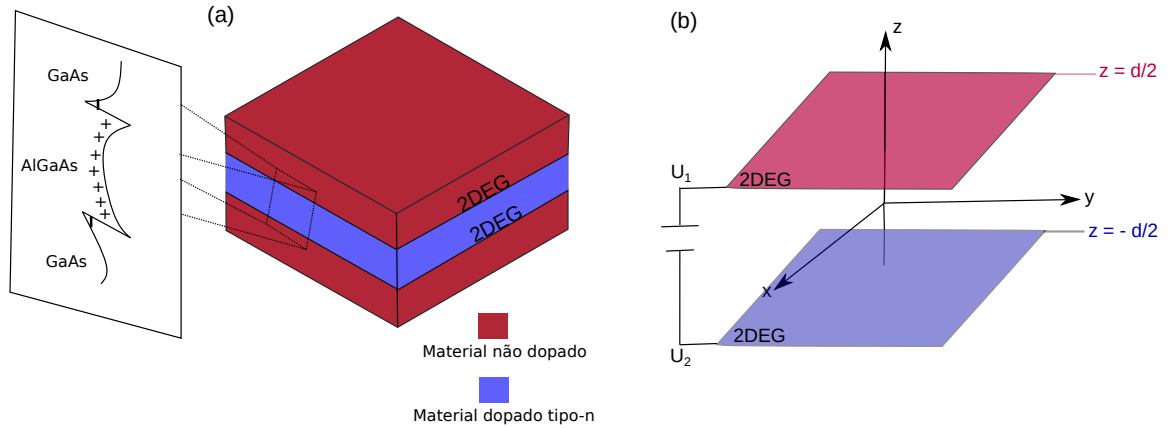 (a)
GaAs
AlGaAs
GaAs
2DEG
2DEG
Material não dopado
Material dopado tipo-n
(b)
z
z = d/2
U1
2DEG
y
z = - d/2
x
2DEG
U2